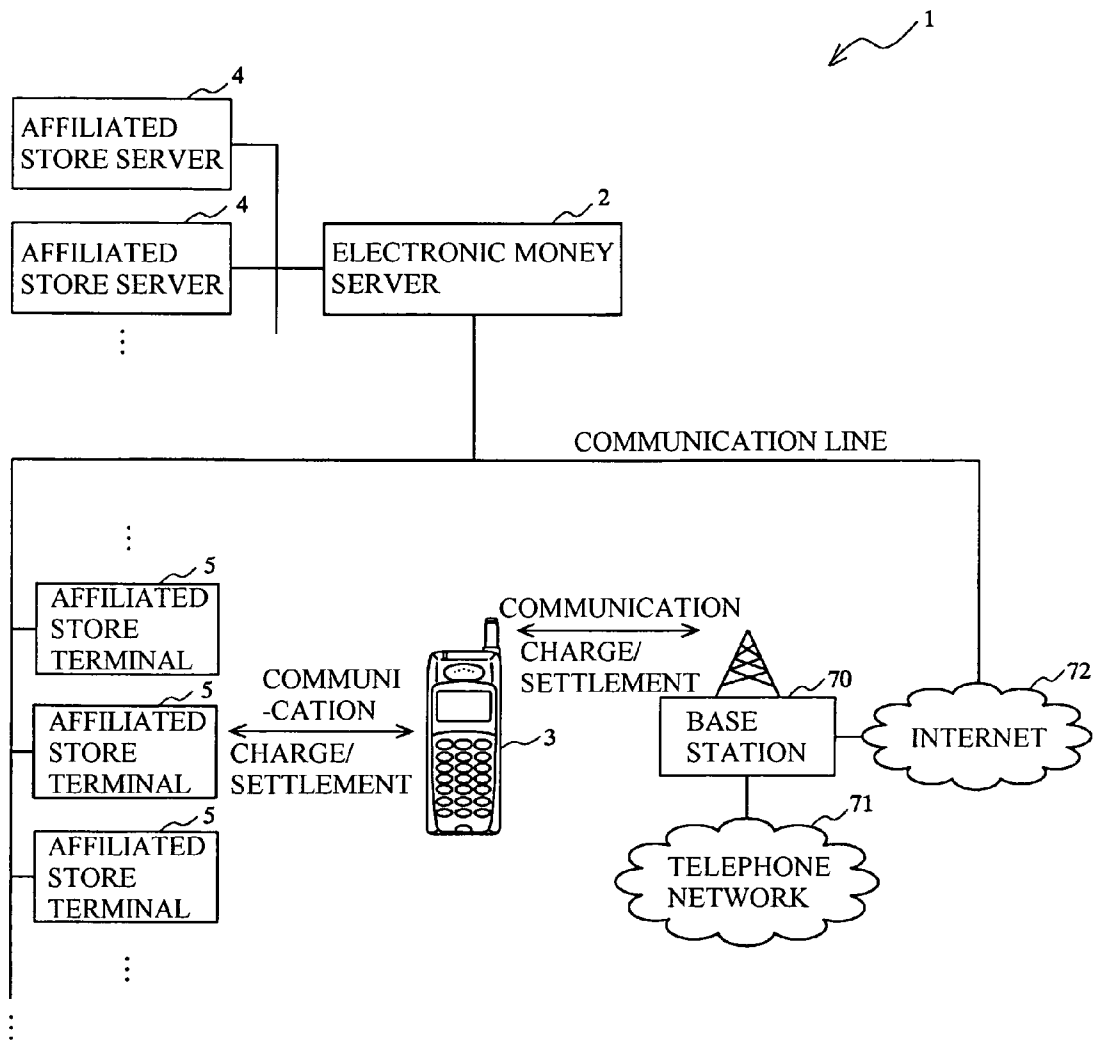 1
4
AFFILIATED
STORE SERVER
4
AFFILIATED
STORE SERVER
2
ELECTRONIC MONEY
SERVER
COMMUNICATION LINE
5
AFFILIATED
STORE
TERMINAL
5
AFFILIATED
STORE
TERMINAL
5
AFFILIATED
STORE
TERMINAL
COMMUNI
-CATION
CHARGE/
SETTLEMENT
3
COMMUNICATION
CHARGE/
SETTLEMENT
70
BASE
STATION
72
INTERNET
71
TELEPHONE
NETWORK